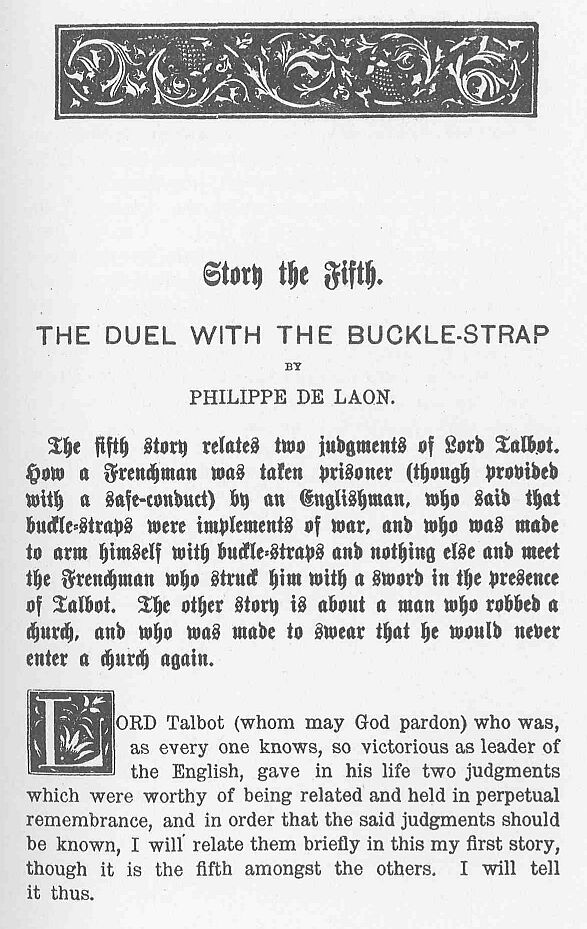 Story the Fifth.
THE DUEL WITH THE BUCKLE-STRAP
BY
PHILIPPE DE LAON.
The fifth story relates two judgments of Lord Talbot.
How a Frenchman was taken prisoner (though provided
with a safe-conduct) by an Englishman, who said that
buckle-straps were implements of war, and who was made
to arm himself with buckle-straps and nothing else and meet
the Frenchman who struck him with a sword in the presence
of Talbot. The other story is about a man who robbed a
church, and who was made to swear that he would never
enter a church again.
LORD Talbot (whom may God pardon) who was,
as every one knows, so victorious as leader of
the English, gave in his life two judgments
which were worthy of being related and held in perpetual
remembrance, and in order that the said judgments should
be known, I will relate them briefly in this my first story,
though it is the fifth amongst the others. I will tell
it thus.